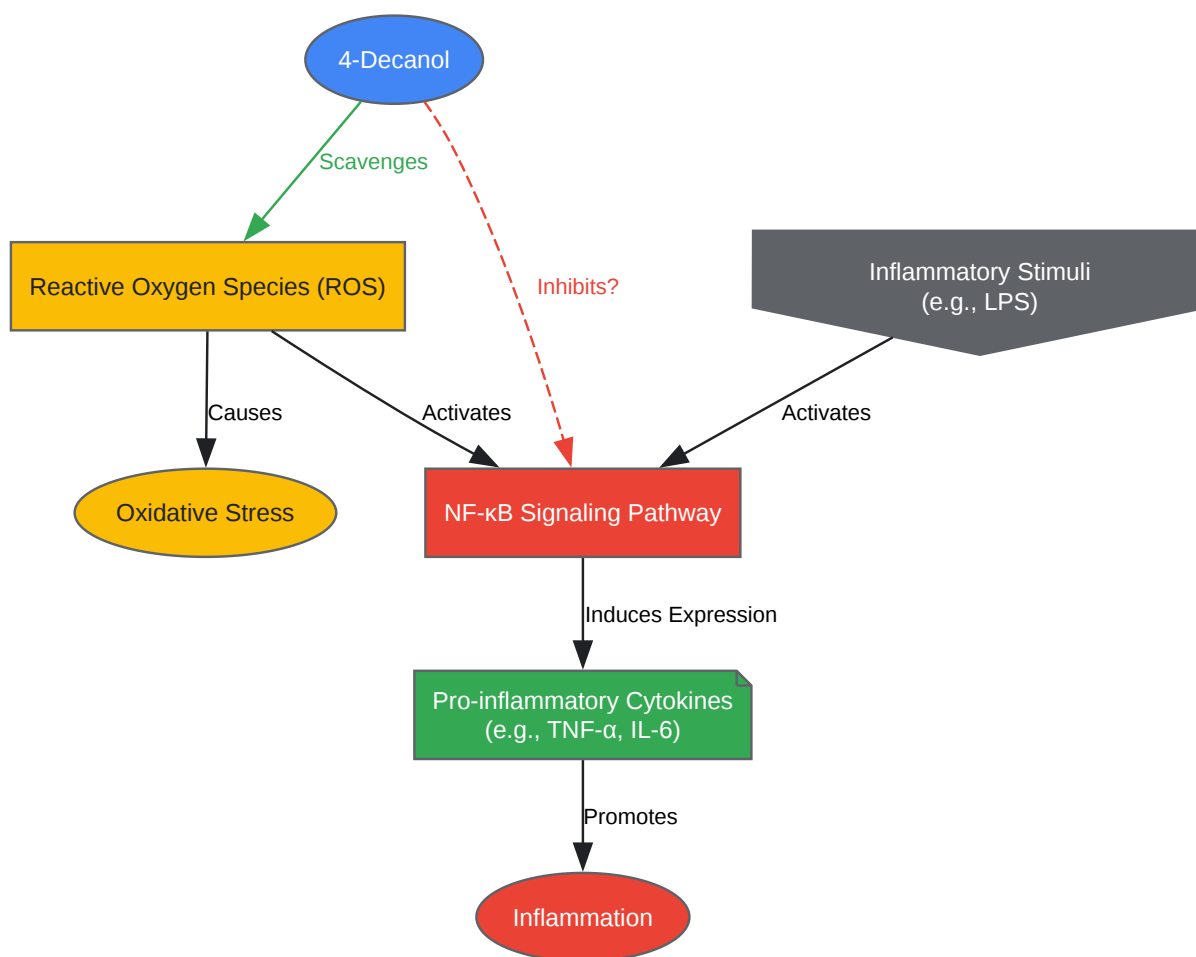 4-Decanol
Scavenges
Reactive Oxygen Species (ROS)
Inhibits?
Inflammatory Stimuli
(e.g., LPS)
Causes
Activates
Activates
Oxidative Stress
NF-κB Signaling Pathway
Induces Expression
Pro-inflammatory Cytokines
(e.g., TNF-α, IL-6)
Promotes
Inflammation